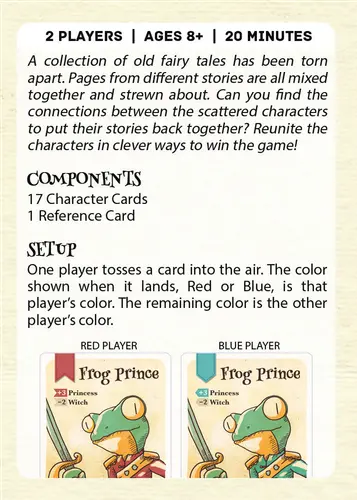 2 PLAYERS | AGES 8+ | 20 MINUTES
A collection of old fairy tales has been torn
apart. Pages from different stories are all mixed
together and strewn about. Can you find the
connections between the scattered characters
to put their stories back together? Reunite the
characters in clever ways to win the game!
COMPONENTS
17 Character Cards
1 Reference Card
SETUP
One player tosses a card into the air. The color
shown when it lands, Red or Blue, is that
player's color. The remaining color is the other
player's color.
RED PLAYER BLUE PLAYER
Frog Prince Frog Prince
+3 Princess +3 Princess
-2 Witch -2 Witch